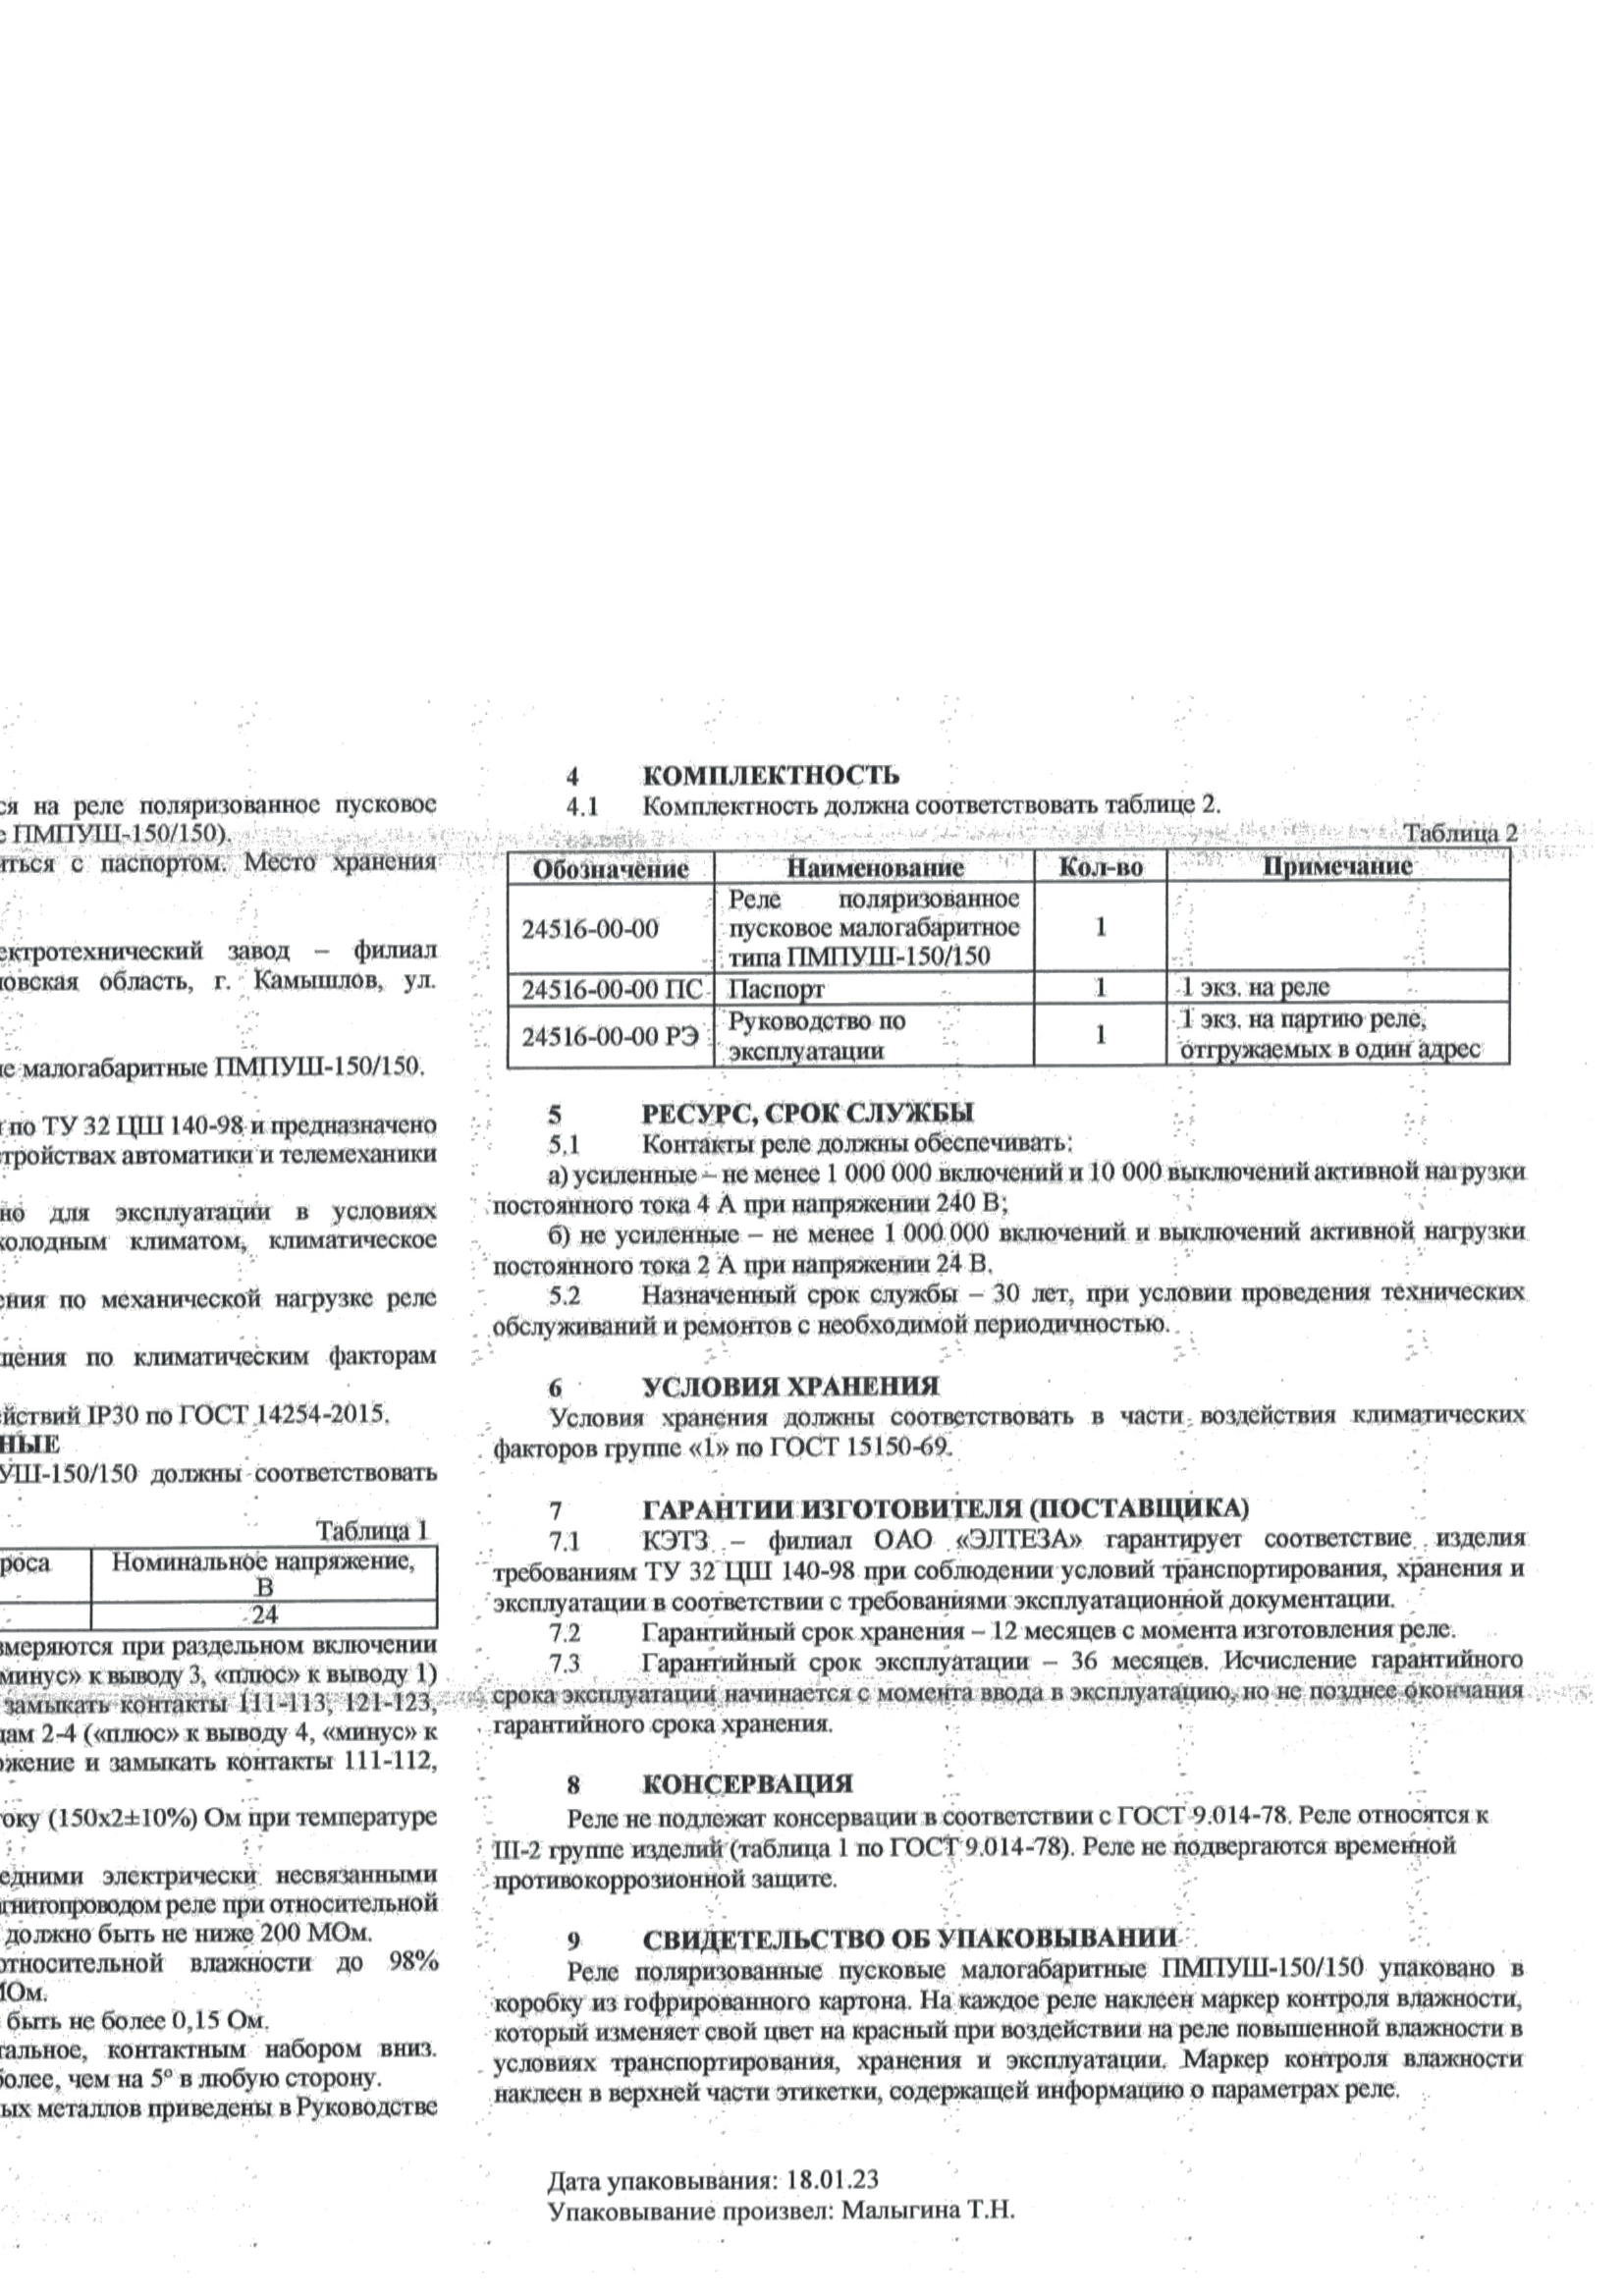 ся на реле поляризованное пусковое
е ПМПУШ-150/150).
иться с паспортом. Место хранения
ектротехнический завод – филиал
ловская область, г. Камышлов, ул.
ие малогабаритные ПМПУШ-150/150.
по ТУ 32 ЦШ 140-98 и предназначено
тройствах автоматики и телемеханики
но для эксплуатации в условиях
холодным климатом, климатическое
ения по механической нагрузке реле
щения по климатическим факторам
йствий IP30 по ГОСТ 14254-2015.
НЫЕ
УШ-150/150 должны соответствовать
Таблица 1
роса Номинальное напряжение,
В
24
змеряются при раздельном включении
минус» к выводу 3, «плюс» к выводу 1)
замыкать контакты 111-113, 121-123,
дам 2-4 («плюс» к выводу 4, «минус» к
ожение и замыкать контакты 111-112,
оку (150х2±10%) Ом при температуре
едними электрически несвязанными
агнитопроводом реле при относительной
должно быть не ниже 200 МОм.
относительной влажности до 98%
МОм.
быть не более 0,15 Ом.
тальное, контактным набором вниз.
более, чем на 5° в любую сторону.
ых металлов приведены в Руководстве
4 КОМПЛЕКТНОСТЬ
4.1 Комплектность должна соответствовать таблице 2.
Таблица 2
Обозначение Наименование Кол-во Примечание
Реле поляризованное
24516-00-00 пусковое малогабаритное 1
типа ПМПУШ-150/150
24516-00-00 ПС Паспорт 1 1 экз. на реле
Руководство по 1 экз. на партию реле,
24516-00-00 РЭ 1
эксплуатации отгружаемых в один адрес
5 РЕСУРС, СРОК СЛУЖБЫ
5.1 Контакты реле должны обеспечивать:
а) усиленные – не менее 1 000 000 включений и 10 000 выключений активной нагрузки
постоянного тока 4 А при напряжении 240 В;
б) не усиленные – не менее 1 000 000 включений и выключений активной нагрузки
постоянного тока 2 А при напряжении 24 В.
5.2 Назначенный срок службы – 30 лет, при условии проведения технических
обслуживаний и ремонтов с необходимой периодичностью.
6 УСЛОВИЯ ХРАНЕНИЯ
Условия хранения должны соответствовать в части воздействия климатических
факторов группе «1» по ГОСТ 15150-69.
7 ГАРАНТИИ ИЗГОТОВИТЕЛЯ (ПОСТАВЩИКА)
7.1 КЭТЗ – филиал ОАО «ЭЛТЕЗА» гарантирует соответствие изделия
требованиям ТУ 32 ЦШ 140-98 при соблюдении условий транспортирования, хранения и
эксплуатации в соответствии с требованиями эксплуатационной документации.
7.2 Гарантийный срок хранения – 12 месяцев с момента изготовления реле.
7.3 Гарантийный срок эксплуатации – 36 месяцев. Исчисление гарантийного
срока эксплуатации начинается с момента ввода в эксплуатацию, но не позднее окончания
гарантийного срока хранения.
8 КОНСЕРВАЦИЯ
Реле не подлежат консервации в соответствии с ГОСТ 9.014-78. Реле относятся к
III-2 группе изделий (таблица 1 по ГОСТ 9.014-78). Реле не подвергаются временной
противокоррозионной защите.
9 СВИДЕТЕЛЬСТВО ОБ УПАКОВЫВАНИИ
Реле поляризованные пусковые малогабаритные ПМПУШ-150/150 упаковано в
коробку из гофрированного картона. На каждое реле наклеен маркер контроля влажности,
который изменяет свой цвет на красный при воздействии на реле повышенной влажности в
условиях транспортирования, хранения и эксплуатации. Маркер контроля влажности
наклеен в верхней части этикетки, содержащей информацию о параметрах реле.
Дата упаковывания: 18.01.23
Упаковывание произвел: Малыгина Т.Н.